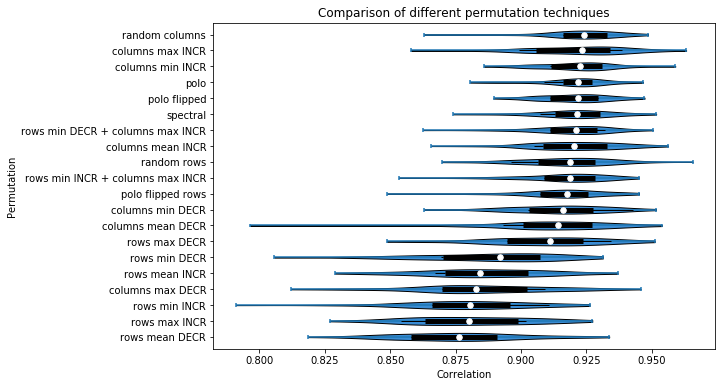 Comparison of different permutation techniques
random columns
columns max INCR
columns min INCR
polo
polo flipped
spectral
rows min DECR + columns max INCR
columns mean INCR
random rows
rows min INCR + columns max INCR
polo flipped rows
columns min DECR
columns mean DECR
rows max DECR
rows min DECR
rows mean INCR
columns max DECR
rows min INCR
rows max INCR
rows mean DECR
Permutation
0.800 0.825 0.850 0.875 0.900 0.925 0.950
Correlation